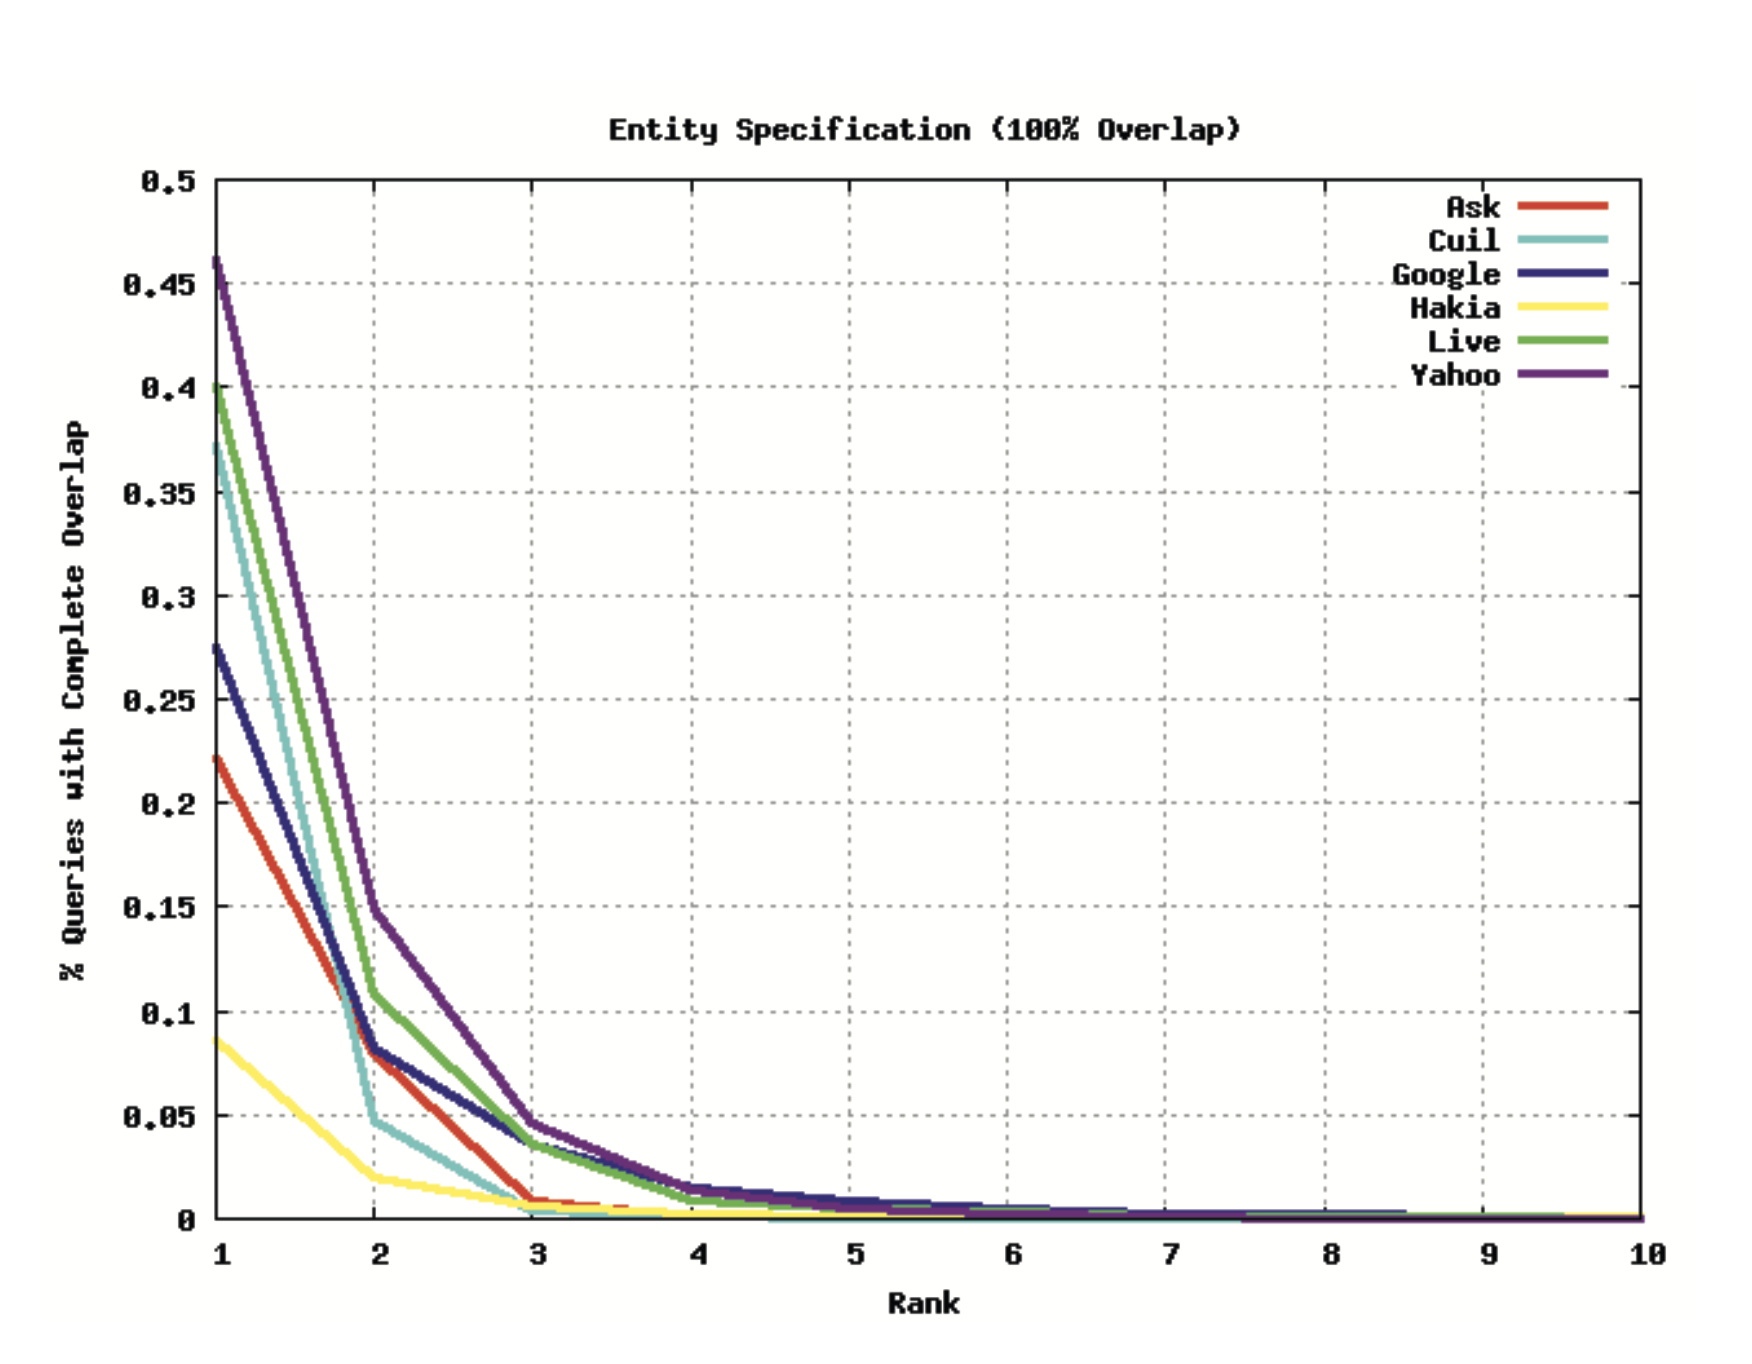 Entity Specification (100% Overlap)
0.5
0.45
0.4
0.35
0.3
0.25
0.2
0.15
0.1
0.05
0
% Queries with Complete Overlap
Ask
Cuil
Google
Hakia
Live
Yahoo
1 2 3 4 5 6 7 8 9 10
Rank